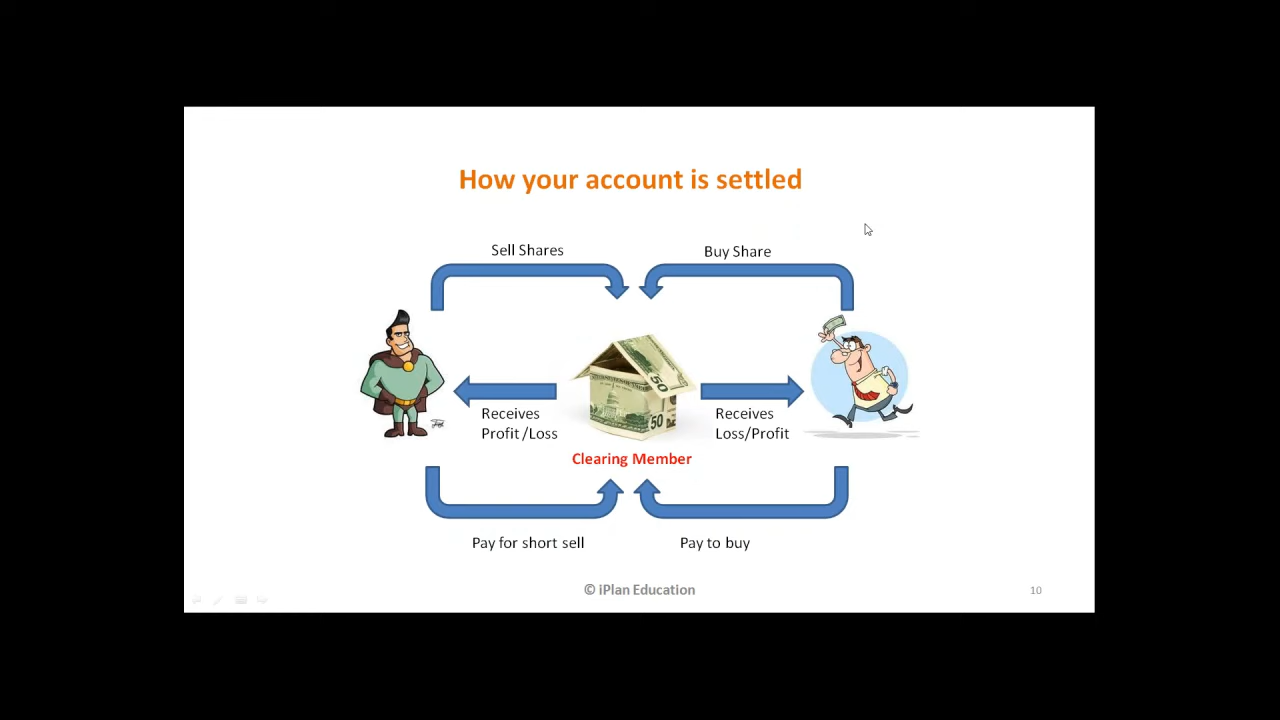 How your account is settled
Sell Shares
Buy Share
Receives
Profit /Loss
Receives
Loss/Profit
Clearing Member
Pay for short sell
Pay to buy
© iPlan Education
10